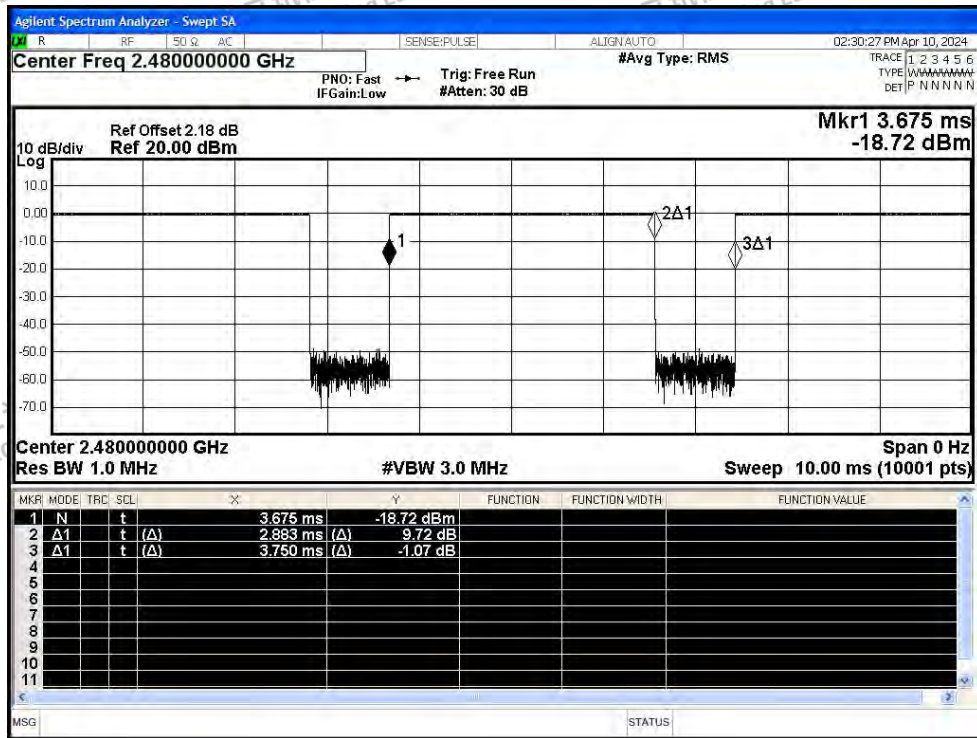 Agilent Spectrum Analyzer - Swept SA
LXI R RF 50 Ω AC SENSE:PULSE ALIGN AUTO 02:30:27 PM Apr 10, 2024
Center Freq 2.480000000 GHz #Avg Type: RMS TRACE 1 2 3 4 5 6
PNO: Fast Trig: Free Run TYPE WWWWWW
IFGain:Low #Atten: 30 dB DET P N N N N N
Mkr1 3.675 ms
Ref Offset 2.18 dB
10 dB/div Ref 20.00 dBm -18.72 dBm
Log
10.0
0.00
2Δ1
-10.0
1
3Δ1
-20.0
-30.0
-40.0
-50.0
-60.0
-70.0
Center 2.480000000 GHz Span 0 Hz
Res BW 1.0 MHz #VBW 3.0 MHz Sweep 10.00 ms (10001 pts)
MKR MODE TRC SCL X Y FUNCTION FUNCTION WIDTH FUNCTION VALUE
1 N t 3.675 ms -18.72 dBm
2 Δ1 t (Δ) 2.883 ms (Δ) 9.72 dB
3 Δ1 t (Δ) 3.750 ms (Δ) -1.07 dB
4
5
6
7
8
9
10
11
MSG STATUS